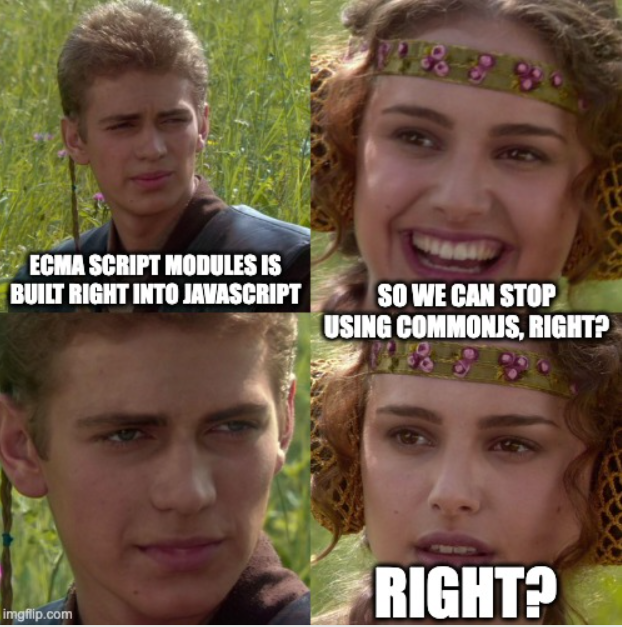 ECMA SCRIPT MODULES IS
BUILT RIGHT INTO JAVASCRIPT
SO WE CAN STOP
USING COMMONJS, RIGHT?
RIGHT?
imgflip.com